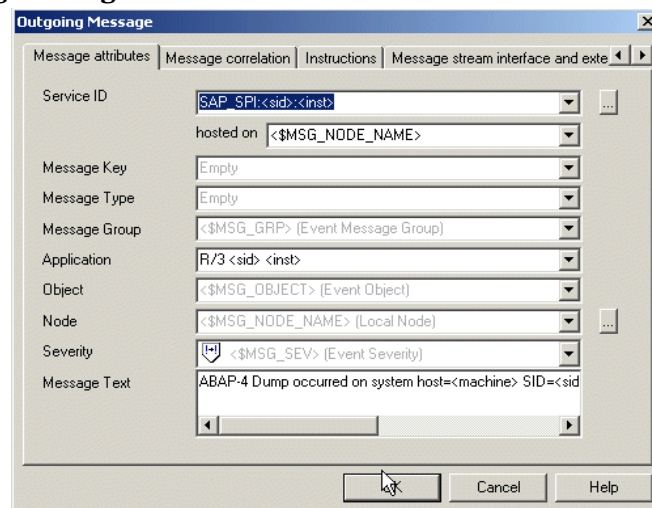 Outgoing Message
Message attributes Message correlation Instructions Message stream interface and exte
Service ID SAP_SPI:<sid>:<inst> ...
hosted on <$MSG_NODE_NAME>
Message Key Empty
Message Type Empty
Message Group <$MSG_GRP> (Event Message Group)
Application R/3 <sid> <inst>
Object <$MSG_OBJECT> (Event Object)
Node <$MSG_NODE_NAME> (Local Node) ...
Severity <$MSG_SEV> (Event Severity)
Message Text ABAP-4 Dump occurred on system host=<machine> SID=<sid
Cancel Help